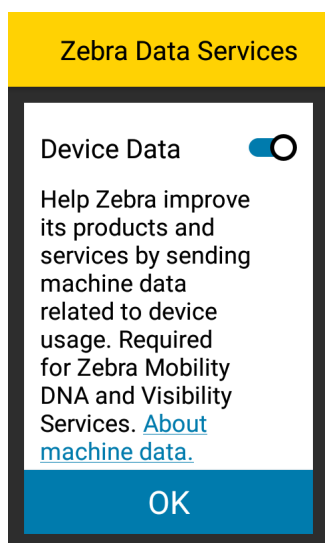 Zebra Data Services
Device Data
Help Zebra improve
its products and
services by sending
machine data
related to device
usage. Required
for Zebra Mobility
DNA and Visibility
Services. About
machine data.
OK